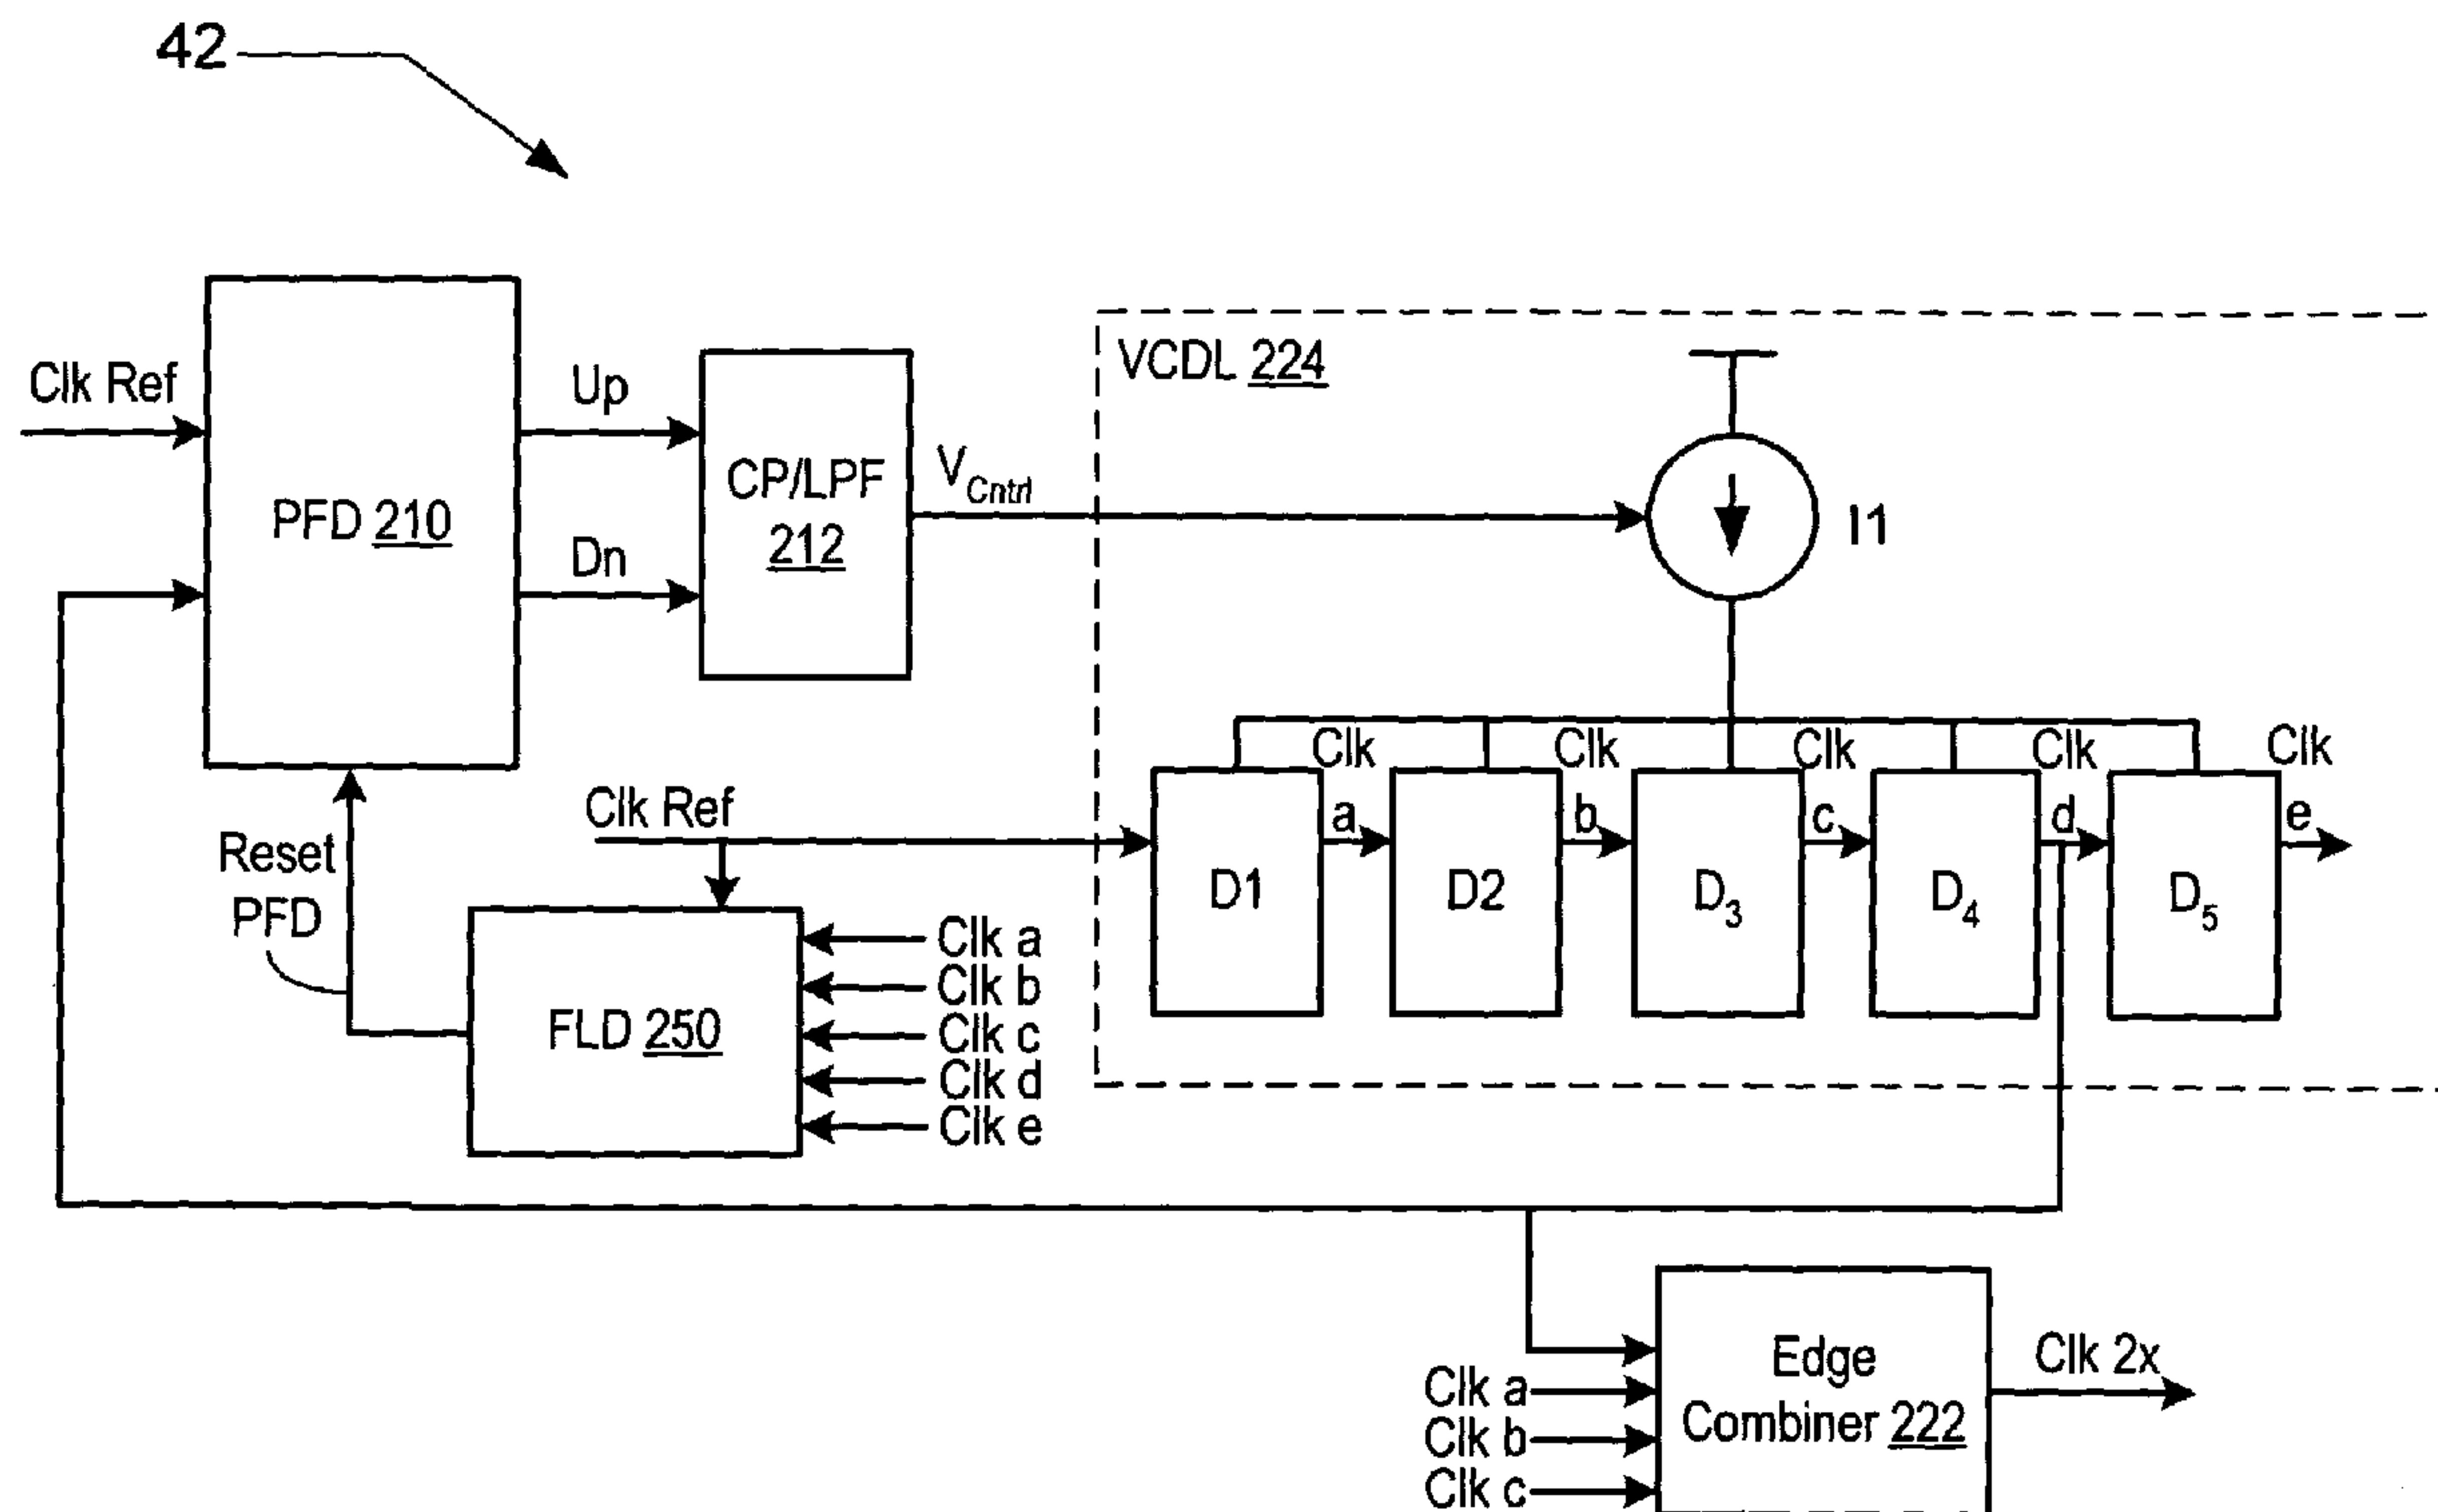 42
Clk Ref
PFD 210
Up
Dn
CP/LPF
212
VCntrl
VCDL 224
I1
Clk
Clk
Clk
Clk
Clk
a
b
c
d
e
D1
D2
D3
D4
D5
Clk Ref
Reset
PFD
FLD 250
Clk a
Clk b
Clk c
Clk d
Clk e
Clk a
Clk b
Clk c
Edge
Combiner 222
Clk 2x